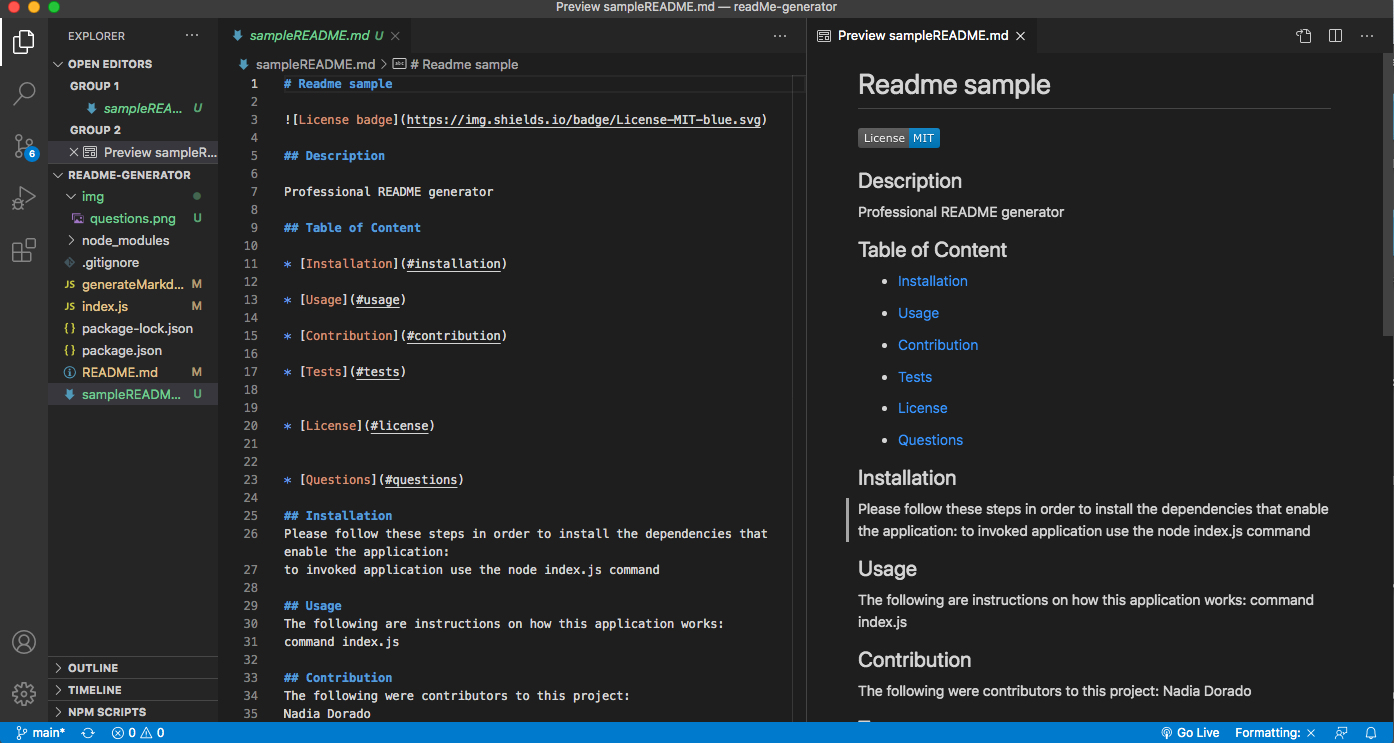 Preview sampleREADME.md — readMe-generator
EXPLORER
OPEN EDITORS
GROUP 1
sampleREA... U
GROUP 2
Preview sampleR...
README-GENERATOR
img
questions.png U
node_modules
.gitignore
JS generateMarkd... M
JS index.js M
{} package-lock.json
{} package.json
README.md M
sampleREADM... U
OUTLINE
TIMELINE
NPM SCRIPTS
6
sampleREADME.md U
sampleREADME.md > # Readme sample
1 # Readme sample
2
3 ![License badge](https://img.shields.io/badge/License-MIT-blue.svg)
4
5 ## Description
6
7 Professional README generator
8
9 ## Table of Content
10
11 * [Installation](#installation)
12
13 * [Usage](#usage)
14
15 * [Contribution](#contribution)
16
17 * [Tests](#tests)
18
19
20 * [License](#license)
21
22
23 * [Questions](#questions)
24
25 ## Installation
26 Please follow these steps in order to install the dependencies that
enable the application:
27 to invoked application use the node index.js command
28
29 ## Usage
30 The following are instructions on how this application works:
31 command index.js
32
33 ## Contribution
34 The following were contributors to this project:
35 Nadia Dorado
Preview sampleREADME.md
Readme sample
License MIT
Description
Professional README generator
Table of Content
• Installation
• Usage
• Contribution
• Tests
• License
• Questions
Installation
Please follow these steps in order to install the dependencies that enable
the application: to invoked application use the node index.js command
Usage
The following are instructions on how this application works: command
index.js
Contribution
The following were contributors to this project: Nadia Dorado
main* 0 0 Go Live Formatting: ×